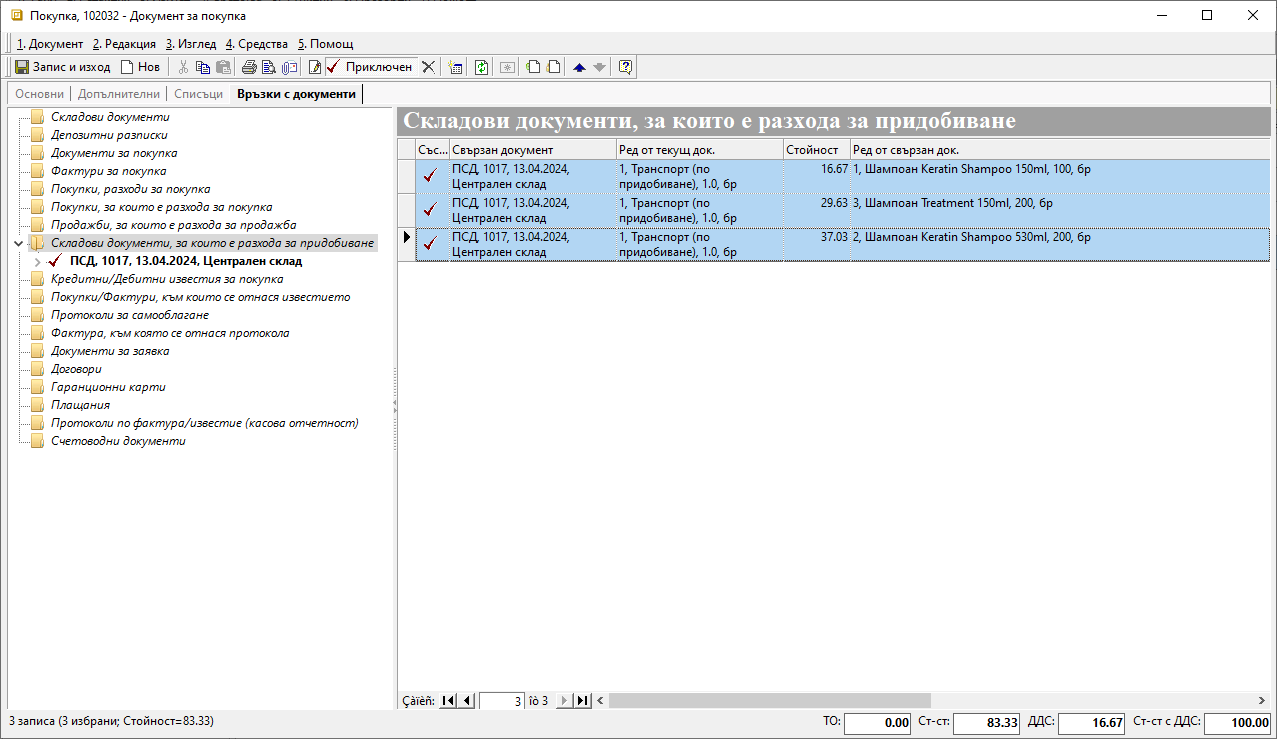 Покупка, 102032 - Документ за покупка
1. Документ 2. Редакция 3. Изглед 4. Средства 5. Помощ
Запис и изход Нов Приключен
Основни Допълнителни Списъци Връзки с документи
Складови документи
Депозитни разписки
Документи за покупка
Фактури за покупка
Покупки, разходи за покупка
Покупки, за които е разхода за покупка
Продажби, за които е разхода за продажба
Складови документи, за които е разхода за придобиване
ПСД, 1017, 13.04.2024, Централен склад
Кредитни/Дебитни известия за покупка
Покупки/Фактури, към които се отнася известието
Протоколи за самооблагане
Фактура, към която се отнася протокола
Документи за заявка
Договори
Гаранционни карти
Плащания
Протоколи по фактура/известие (касова отчетност)
Счетоводни документи
Складови документи, за които е разхода за придобиване
Със... Свързан документ Ред от текущ док. Стойност Ред от свързан док.
ПСД, 1017, 13.04.2024, 1, Транспорт (по 16.67 1, Шампоан Keratin Shampoo 150ml, 100, бр
Централен склад придобиване), 1.0, бр
ПСД, 1017, 13.04.2024, 1, Транспорт (по 29.63 3, Шампоан Treatment 150ml, 200, бр
Централен склад придобиване), 1.0, бр
ПСД, 1017, 13.04.2024, 1, Транспорт (по 37.03 2, Шампоан Keratin Shampoo 530ml, 200, бр
Централен склад придобиване), 1.0, бр
Çàïèñ: 3 îò 3
3 записа (3 избрани; Стойност=83.33) ТО: 0.00 Ст-ст: 83.33 ДДС: 16.67 Ст-ст с ДДС: 100.00